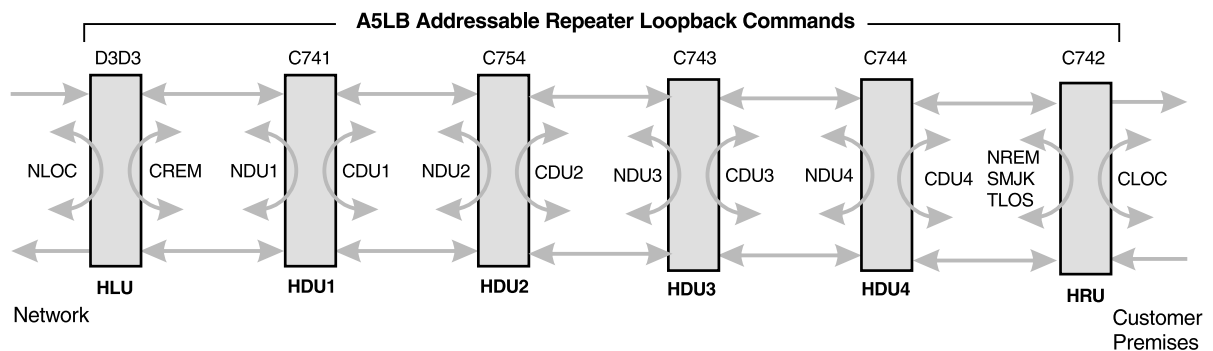 A5LB Addressable Repeater Loopback Commands
D3D3 C741 C754 C743 C744 C742
NLOC CREM NDU1 CDU1 NDU2 CDU2 NDU3 CDU3 NDU4 CDU4 NREM CLOC
SMJK
TLOS
HLU HDU1 HDU2 HDU3 HDU4 HRU
Network
Customer
Premises